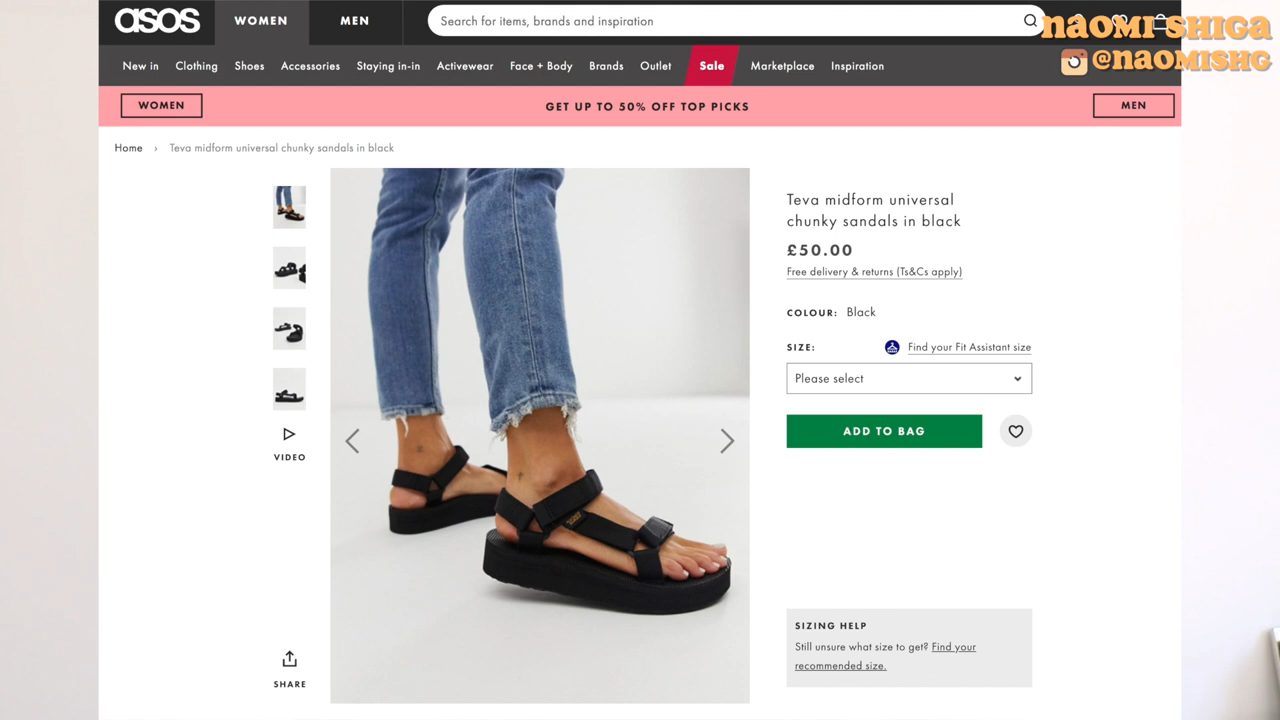 asos
WOMEN
MEN
Search for items, brands and inspiration
NAOMI SHIGA
@NAOMISHG
New in
Clothing
Shoes
Accessories
Staying in-in
Activewear
Face + Body
Brands
Outlet
Sale
Marketplace
Inspiration
WOMEN
GET UP TO 50% OFF TOP PICKS
MEN
Home › Teva midform universal chunky sandals in black
VIDEO
SHARE
Teva midform universal
chunky sandals in black
£50.00
Free delivery & returns (Ts&Cs apply)
COLOUR: Black
SIZE:
Find your Fit Assistant size
Please select
ADD TO BAG
SIZING HELP
Still unsure what size to get? Find your
recommended size.